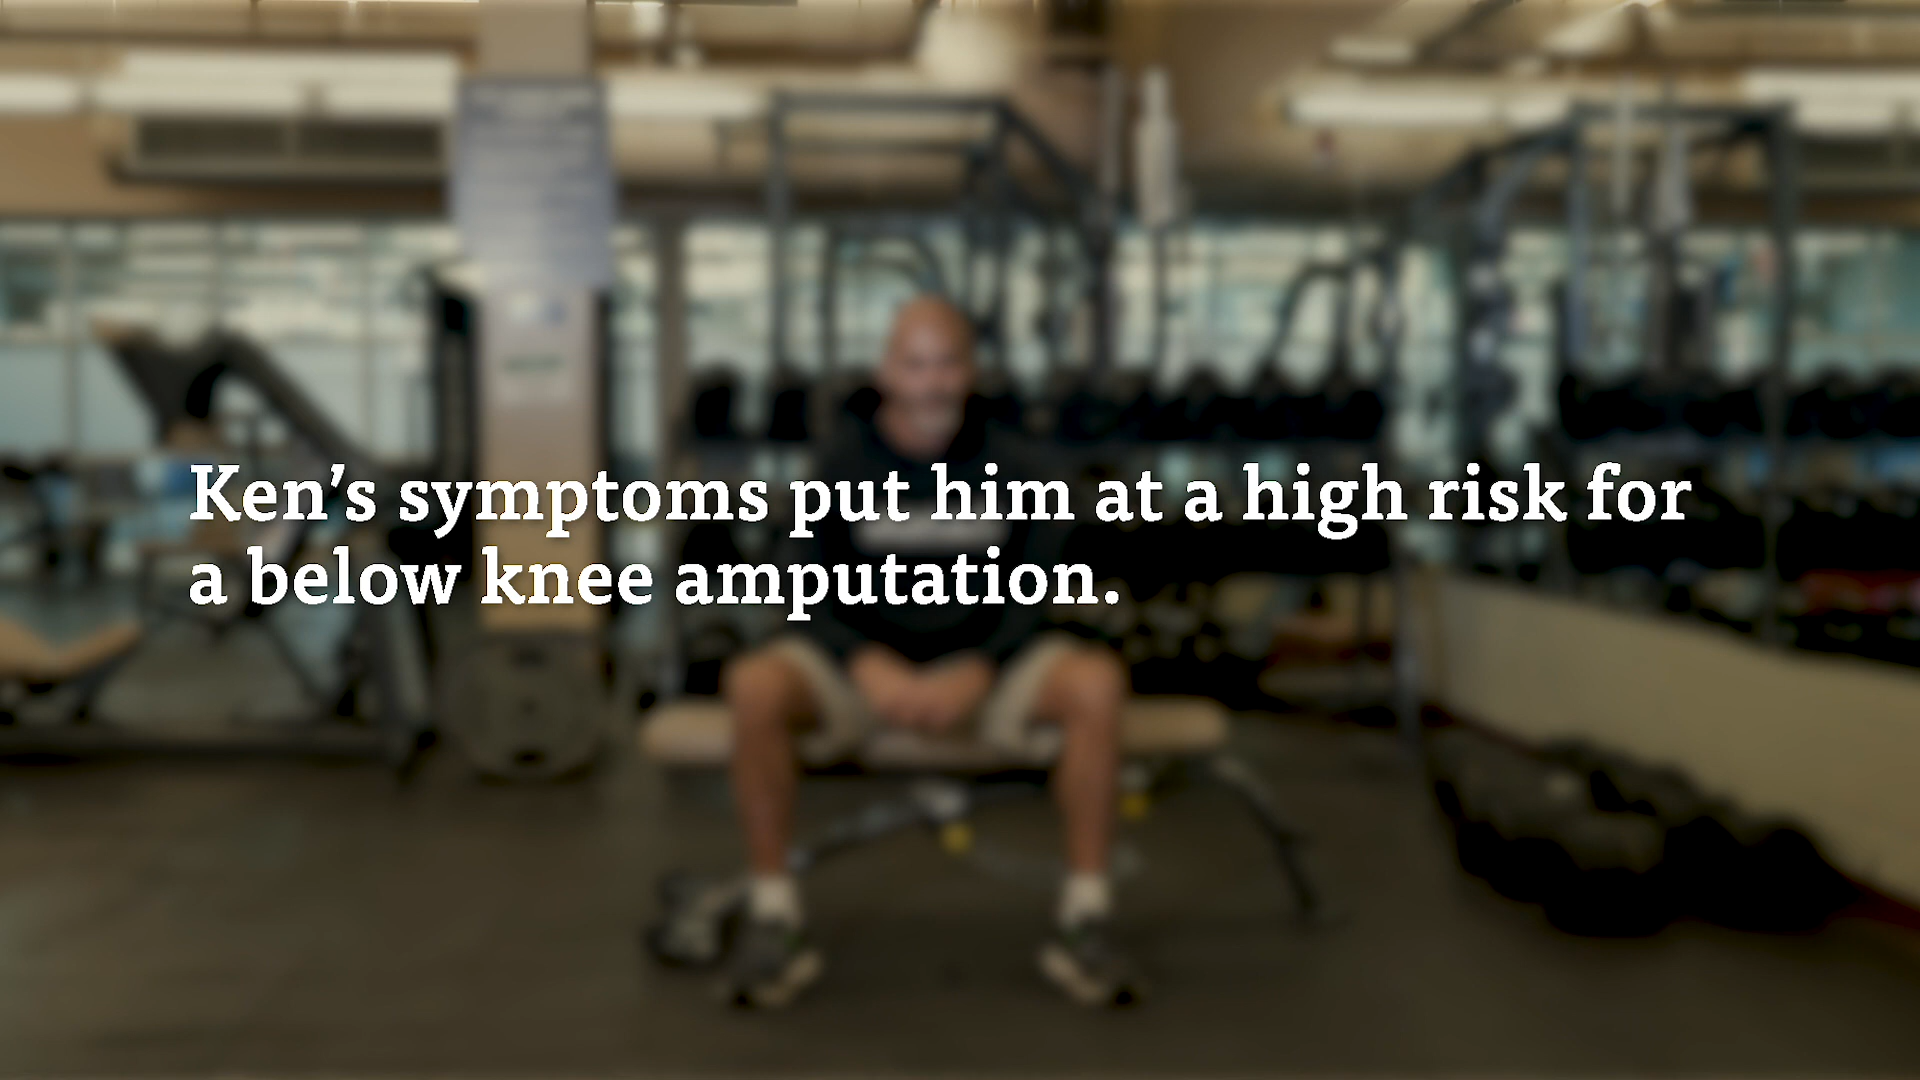 Ken’s symptoms put him at a high risk for
a below knee amputation.